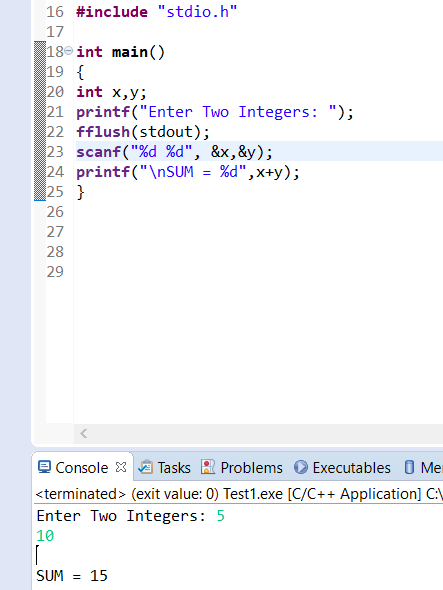 16 #include "stdio.h"
17
18 int main()
19 {
20 int x,y;
21 printf("Enter Two Integers: ");
22 fflush(stdout);
23 scanf("%d %d", &x,&y);
24 printf("\nSUM = %d",x+y);
25 }
26
27
28
29
Console Tasks Problems Executables Me
<terminated> (exit value: 0) Test1.exe [C/C++ Application] C:\
Enter Two Integers: 5
10
SUM = 15